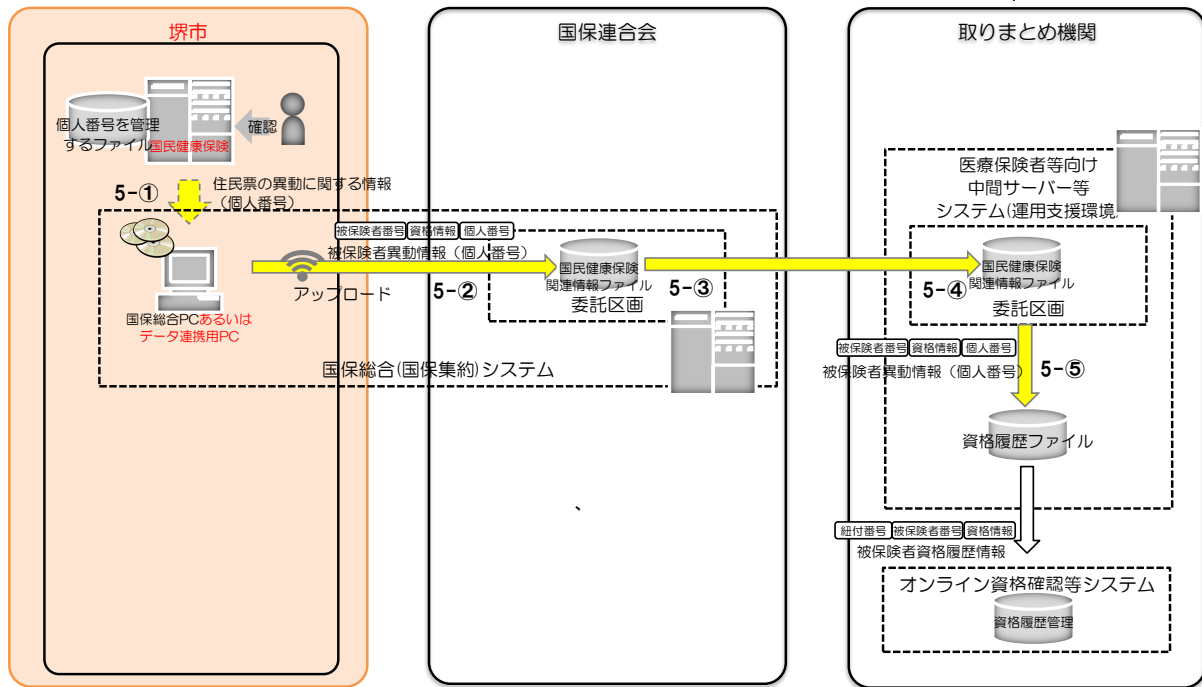 堺市
個人番号を管理
するファイル
国民健康保険
確認
5-①
住民票の異動に関する情報
（個人番号）
国保総合PCあるいは
データ連携用PC
アップロード
被保険者番号 資格情報 個人番号
被保険者異動情報（個人番号）
5-②
国保連合会
国民健康保険
関連情報ファイル
委託区画
5-③
国保総合(国保集約)システム
、
取りまとめ機関
医療保険者等向け
中間サーバー等
システム(運用支援環境)
5-④
国民健康保険
関連情報ファイル
委託区画
被保険者番号 資格情報 個人番号
被保険者異動情報（個人番号）
5-⑤
資格履歴ファイル
紐付番号 被保険者番号 資格情報
被保険者資格履歴情報
オンライン資格確認等システム
資格履歴管理